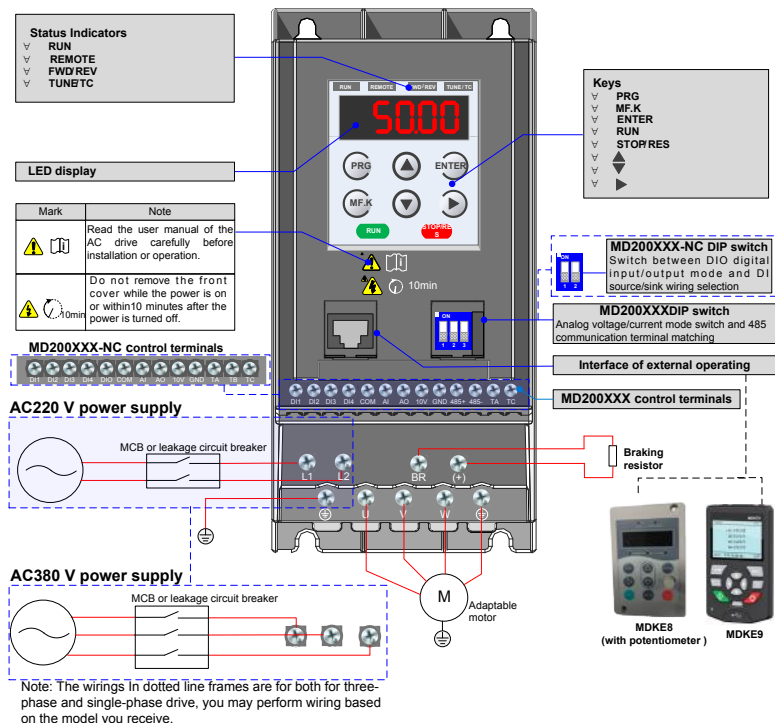 Status Indicators
∀ RUN
∀ REMOTE
∀ FWD/REV
∀ TUNE/TC
RUN REMOTE FWD/REV TUNE/TC
50.00
Keys
∀ PRG
∀ MF.K
∀ ENTER
∀ RUN
∀ STOP/RES
∀ ▲
∀ ▼
∀ ▶
LED display
PRG ENTER
MF.K
RUN STOP/RE
S
Mark Note
Read the user manual of the
AC drive carefully before
installation or operation.
10min
Do not remove the front
cover while the power is on
or within10 minutes after the
power is turned off.
10min
ON
1 2
MD200XXX-NC DIP switch
Switch between DIO digital
input/output mode and DI
source/sink wiring selection
ON
1 2 3
MD200XXXDIP switch
Analog voltage/current mode switch and 485
communication terminal matching
Interface of external operating
MD200XXX-NC control terminals
DI1 DI2 DI3 DI4 DIO COM AI AO 10V GND TA TB TC
DI1 DI2 DI3 DI4 COM AI AO 10V GND 485+ 485- TA TC
MD200XXX control terminals
AC220 V power supply
MCB or leakage circuit breaker
L1 L2 BR (+)
Braking
resistor
U V W
M
Adaptable
motor
AC380 V power supply
MCB or leakage circuit breaker
MDKE8
(with potentiometer )
MDKE9
Note: The wirings In dotted line frames are for both for three-
phase and single-phase drive, you may perform wiring based
on the model you receive.